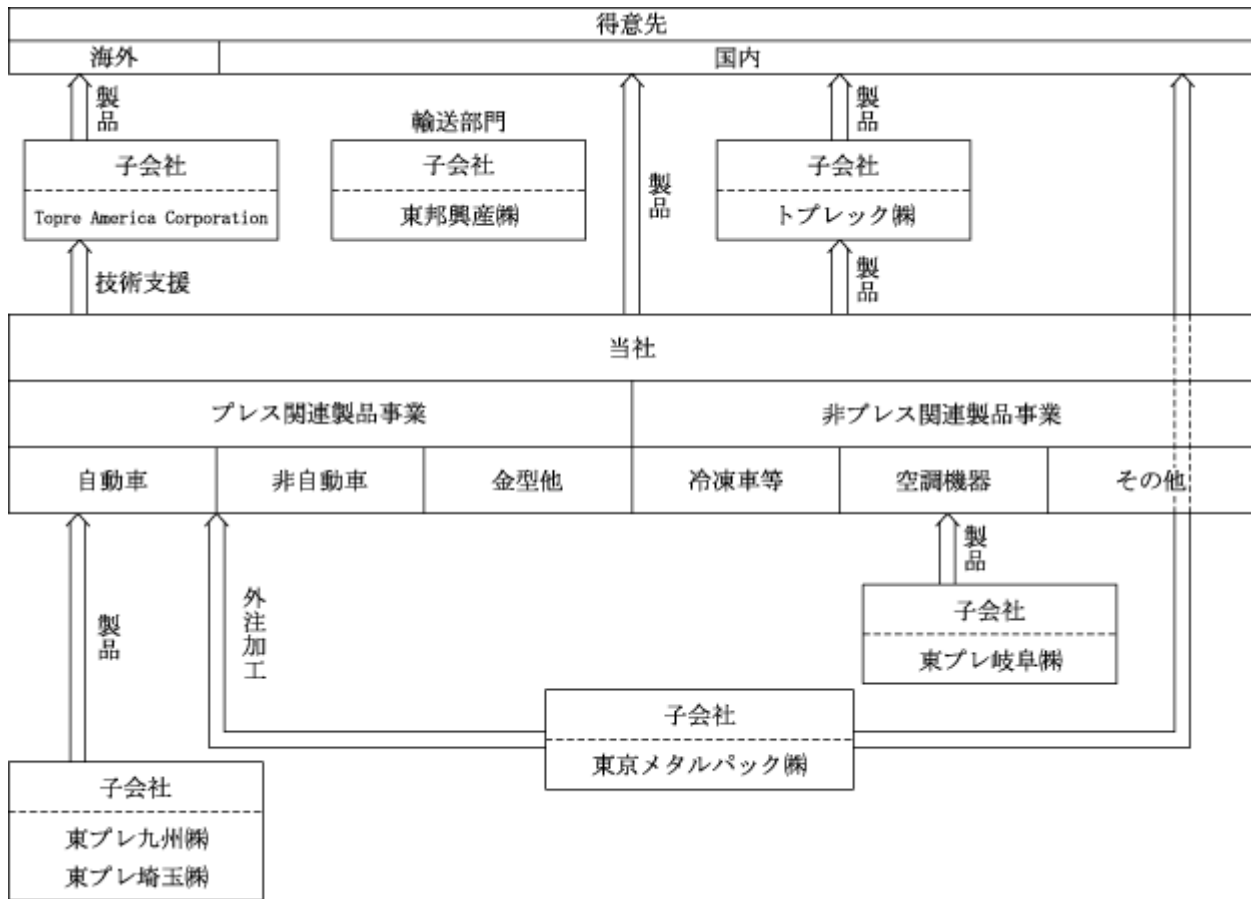 得意先
海外
国内
製品
輸送部門
製品
子会社
Topre America Corporation
子会社
東邦興産㈱
製品
子会社
トプレック㈱
技術支援
製品
当社
プレス関連製品事業
非プレス関連製品事業
自動車
非自動車
金型他
冷凍車等
空調機器
その他
製品
外注加工
製品
子会社
東プレ岐阜㈱
子会社
東京メタルパック㈱
子会社
東プレ九州㈱
東プレ埼玉㈱